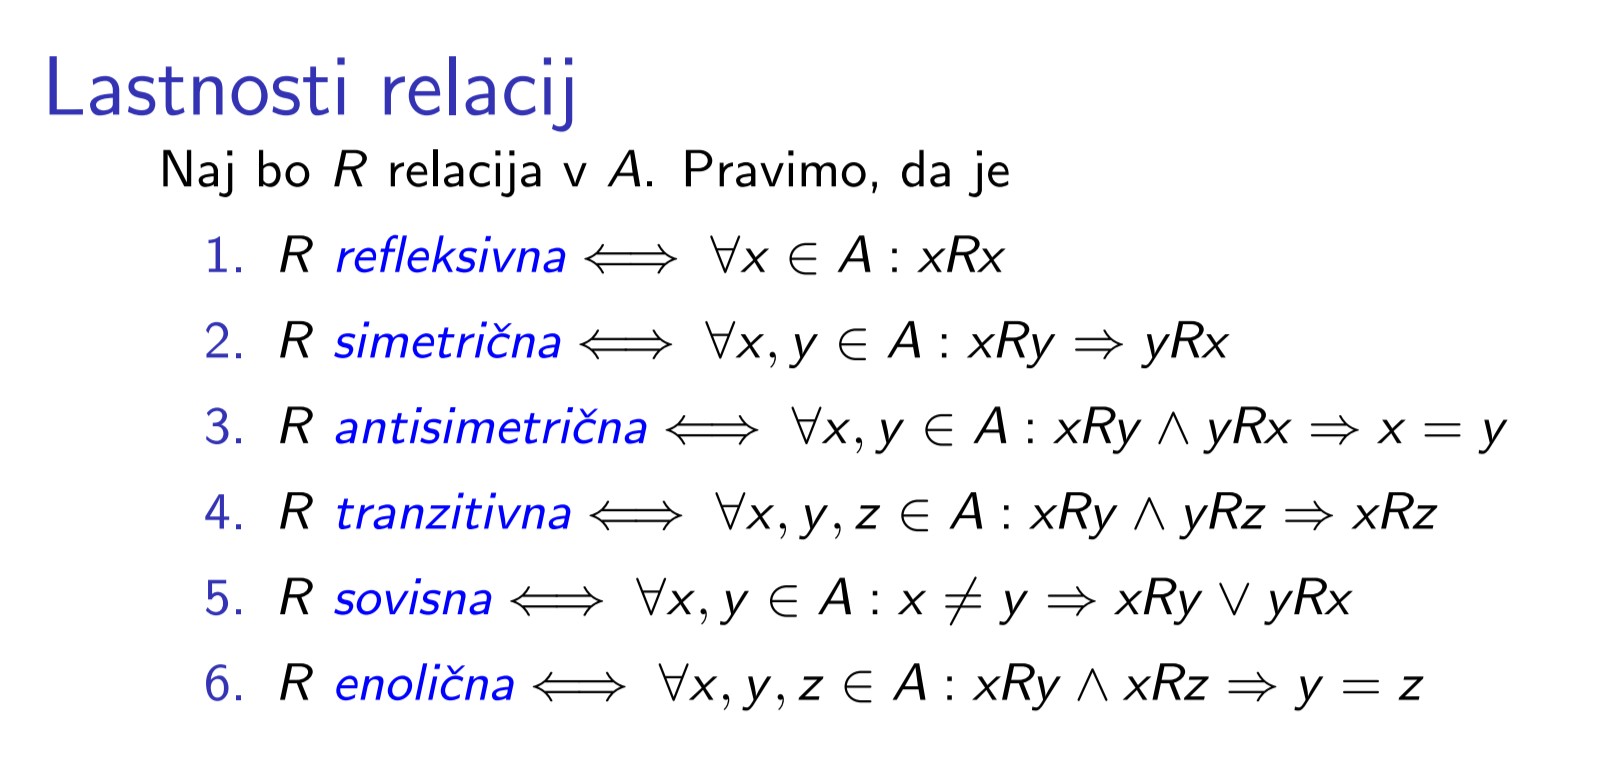 Lastnosti relacij
Naj bo R relacija v A. Pravimo, da je
1. R refleksivna ⟺ ∀x ∈ A : xRx
2. R simetrična ⟺ ∀x, y ∈ A : xRy ⇒ yRx
3. R antisimetrična ⟺ ∀x, y ∈ A : xRy ∧ yRx ⇒ x = y
4. R tranzitivna ⟺ ∀x, y, z ∈ A : xRy ∧ yRz ⇒ xRz
5. R sovisna ⟺ ∀x, y ∈ A : x ≠ y ⇒ xRy ∨ yRx
6. R enolična ⟺ ∀x, y, z ∈ A : xRy ∧ xRz ⇒ y = z